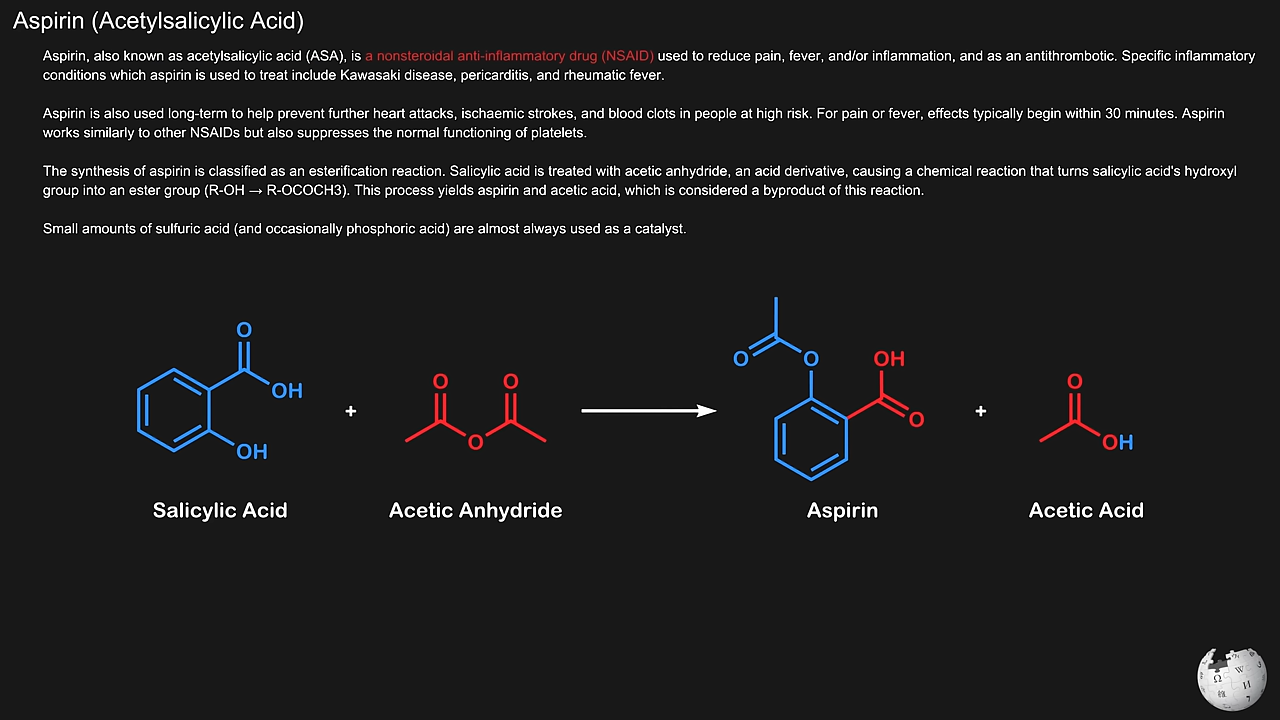 Aspirin (Acetylsalicylic Acid)
Aspirin, also known as acetylsalicylic acid (ASA), is a nonsteroidal anti-inflammatory drug (NSAID) used to reduce pain, fever, and/or inflammation, and as an antithrombotic. Specific inflammatory
conditions which aspirin is used to treat include Kawasaki disease, pericarditis, and rheumatic fever.
Aspirin is also used long-term to help prevent further heart attacks, ischaemic strokes, and blood clots in people at high risk. For pain or fever, effects typically begin within 30 minutes. Aspirin
works similarly to other NSAIDs but also suppresses the normal functioning of platelets.
The synthesis of aspirin is classified as an esterification reaction. Salicylic acid is treated with acetic anhydride, an acid derivative, causing a chemical reaction that turns salicylic acid's hydroxyl
group into an ester group (R-OH → R-OCOCH3). This process yields aspirin and acetic acid, which is considered a byproduct of this reaction.
Small amounts of sulfuric acid (and occasionally phosphoric acid) are almost always used as a catalyst.
O
OH
OH
+
O O
O
O O
OH
O
+
O
OH
Salicylic Acid
Acetic Anhydride
Aspirin
Acetic Acid
Ω W И 7